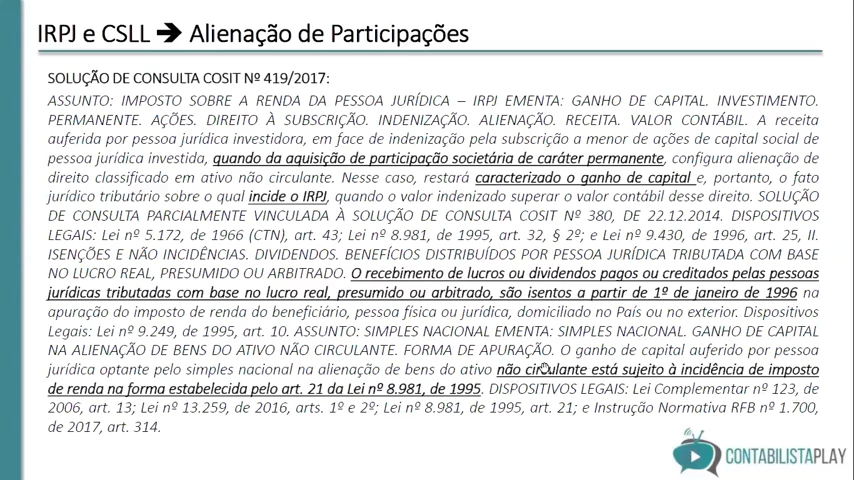 IRPJ e CSLL ➔ Alienação de Participações
SOLUÇÃO DE CONSULTA COSIT Nº 419/2017:
ASSUNTO: IMPOSTO SOBRE A RENDA DA PESSOA JURÍDICA – IRPJ EMENTA: GANHO DE CAPITAL. INVESTIMENTO.
PERMANENTE. AÇÕES. DIREITO À SUBSCRIÇÃO. INDENIZAÇÃO. ALIENAÇÃO. RECEITA. VALOR CONTÁBIL. A receita
auferida por pessoa jurídica investidora, em face de indenização pela subscrição a menor de ações de capital social de
pessoa jurídica investida, quando da aquisição de participação societária de caráter permanente, configura alienação de
direito classificado em ativo não circulante. Nesse caso, restará caracterizado o ganho de capital e, portanto, o fato
jurídico tributário sobre o qual incide o IRPJ, quando o valor indenizado superar o valor contábil desse direito. SOLUÇÃO
DE CONSULTA PARCIALMENTE VINCULADA À SOLUÇÃO DE CONSULTA COSIT Nº 380, DE 22.12.2014. DISPOSITIVOS
LEGAIS: Lei nº 5.172, de 1966 (CTN), art. 43; Lei nº 8.981, de 1995, art. 32, § 2º; e Lei nº 9.430, de 1996, art. 25, II.
ISENÇÕES E NÃO INCIDÊNCIAS. DIVIDENDOS. BENEFÍCIOS DISTRIBUÍDOS POR PESSOA JURÍDICA TRIBUTADA COM BASE
NO LUCRO REAL, PRESUMIDO OU ARBITRADO. O recebimento de lucros ou dividendos pagos ou creditados pelas pessoas
jurídicas tributadas com base no lucro real, presumido ou arbitrado, são isentos a partir de 1º de janeiro de 1996 na
apuração do imposto de renda do beneficiário, pessoa física ou jurídica, domiciliado no País ou no exterior. Dispositivos
Legais: Lei nº 9.249, de 1995, art. 10. ASSUNTO: SIMPLES NACIONAL EMENTA: SIMPLES NACIONAL. GANHO DE CAPITAL
NA ALIENAÇÃO DE BENS DO ATIVO NÃO CIRCULANTE. FORMA DE APURAÇÃO. O ganho de capital auferido por pessoa
jurídica optante pelo simples nacional na alienação de bens do ativo não circulante está sujeito à incidência de imposto
de renda na forma estabelecida pelo art. 21 da Lei nº 8.981, de 1995. DISPOSITIVOS LEGAIS: Lei Complementar nº 123, de
2006, art. 13; Lei nº 13.259, de 2016, arts. 1º e 2º; Lei nº 8.981, de 1995, art. 21; e Instrução Normativa RFB nº 1.700,
de 2017, art. 314.
CONTABILISTAPLAY